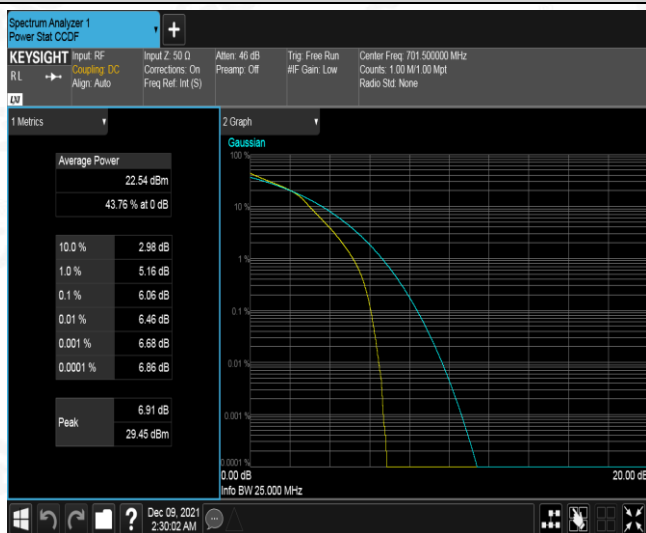 Spectrum Analyzer 1
Power Stat CCDF
+
KEYSIGHT
RL
LXI
Input: RF
Coupling: DC
Align: Auto
Input Z: 50 Ω
Corrections: On
Freq Ref: Int (S)
Atten: 46 dB
Preamp: Off
Trig: Free Run
#IF Gain: Low
Center Freq: 701.500000 MHz
Counts: 1.00 M/1.00 Mpt
Radio Std: None
1 Metrics
Average Power
22.54 dBm
43.76 % at 0 dB
10.0 % 2.98 dB
1.0 % 5.16 dB
0.1 % 6.06 dB
0.01 % 6.46 dB
0.001 % 6.68 dB
0.0001 % 6.86 dB
Peak
6.91 dB
29.45 dBm
2 Graph
Gaussian
100 %
10 %
1 %
0.1 %
0.01 %
0.001 %
0.0001 %
0.00 dB 20.00 dB
Info BW 25.000 MHz
?
Dec 09, 2021
2:30:02 AM